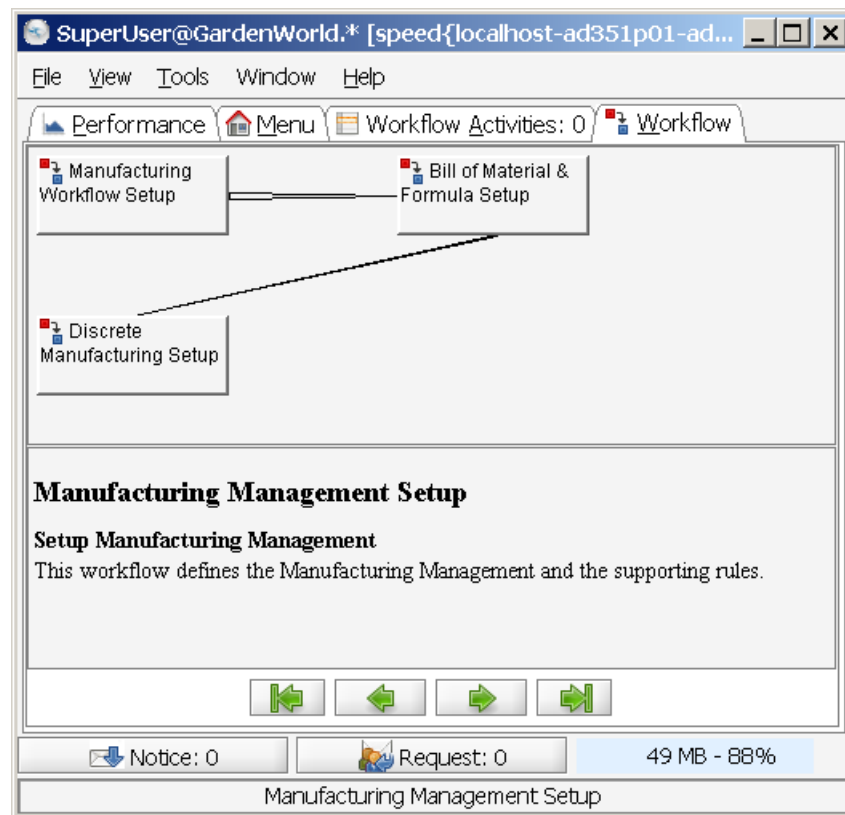 SuperUser@GardenWorld.* [speed{localhost-ad351p01-ad...
File View Tools Window Help
Performance Menu Workflow Activities: 0 Workflow
Manufacturing
Workflow Setup
Bill of Material &
Formula Setup
Discrete
Manufacturing Setup
Manufacturing Management Setup
Setup Manufacturing Management
This workflow defines the Manufacturing Management and the supporting rules.
Notice: 0 Request: 0 49 MB - 88%
Manufacturing Management Setup